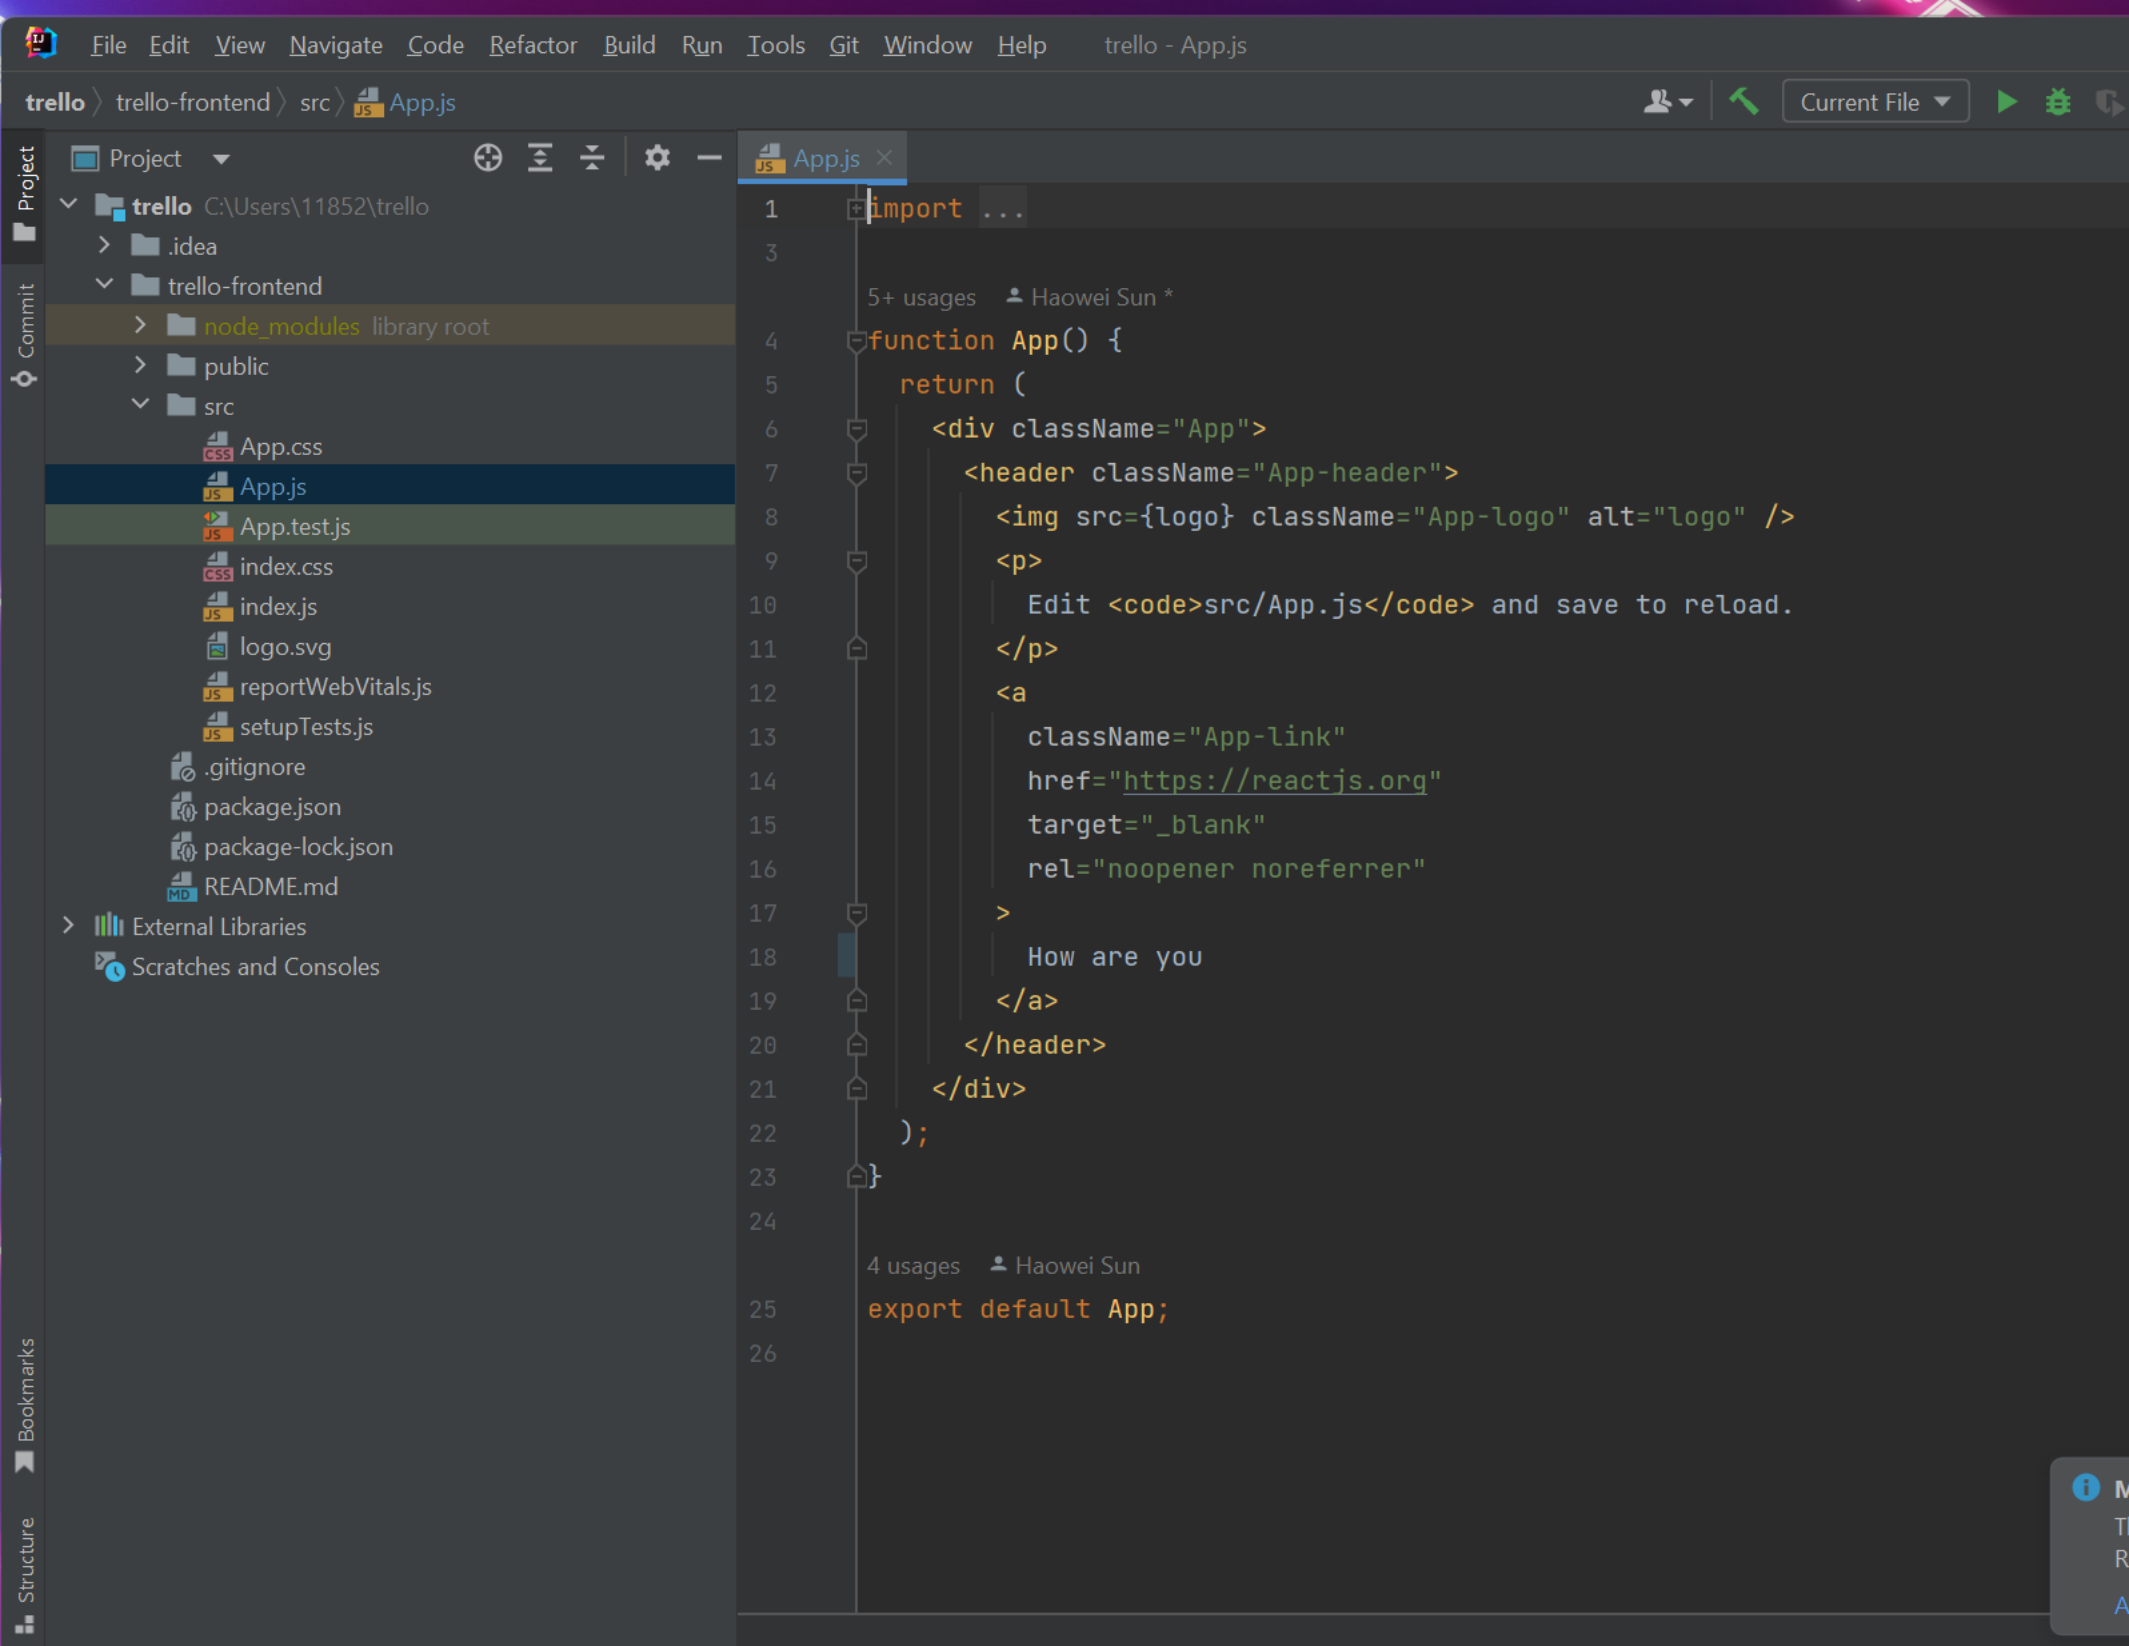 File Edit View Navigate Code Refactor Build Run Tools Git Window Help trello - App.js
trello trello-frontend src App.js
Current File
Project
App.js
Project
trello C:\Users\11852\trello
.idea
trello-frontend
node_modules library root
public
src
App.css
App.js
App.test.js
index.css
index.js
logo.svg
reportWebVitals.js
setupTests.js
.gitignore
package.json
package-lock.json
README.md
External Libraries
Scratches and Consoles
Commit
Bookmarks
Structure
1 import ...
3
5+ usages Haowei Sun *
4 function App() {
5 return (
6 <div className="App">
7 <header className="App-header">
8 <img src={logo} className="App-logo" alt="logo" />
9 <p>
10 Edit <code>src/App.js</code> and save to reload.
11 </p>
12 <a
13 className="App-link"
14 href="https://reactjs.org"
15 target="_blank"
16 rel="noopener noreferrer"
17 >
18 How are you
19 </a>
20 </header>
21 </div>
22 );
23 }
24
4 usages Haowei Sun
25 export default App;
26